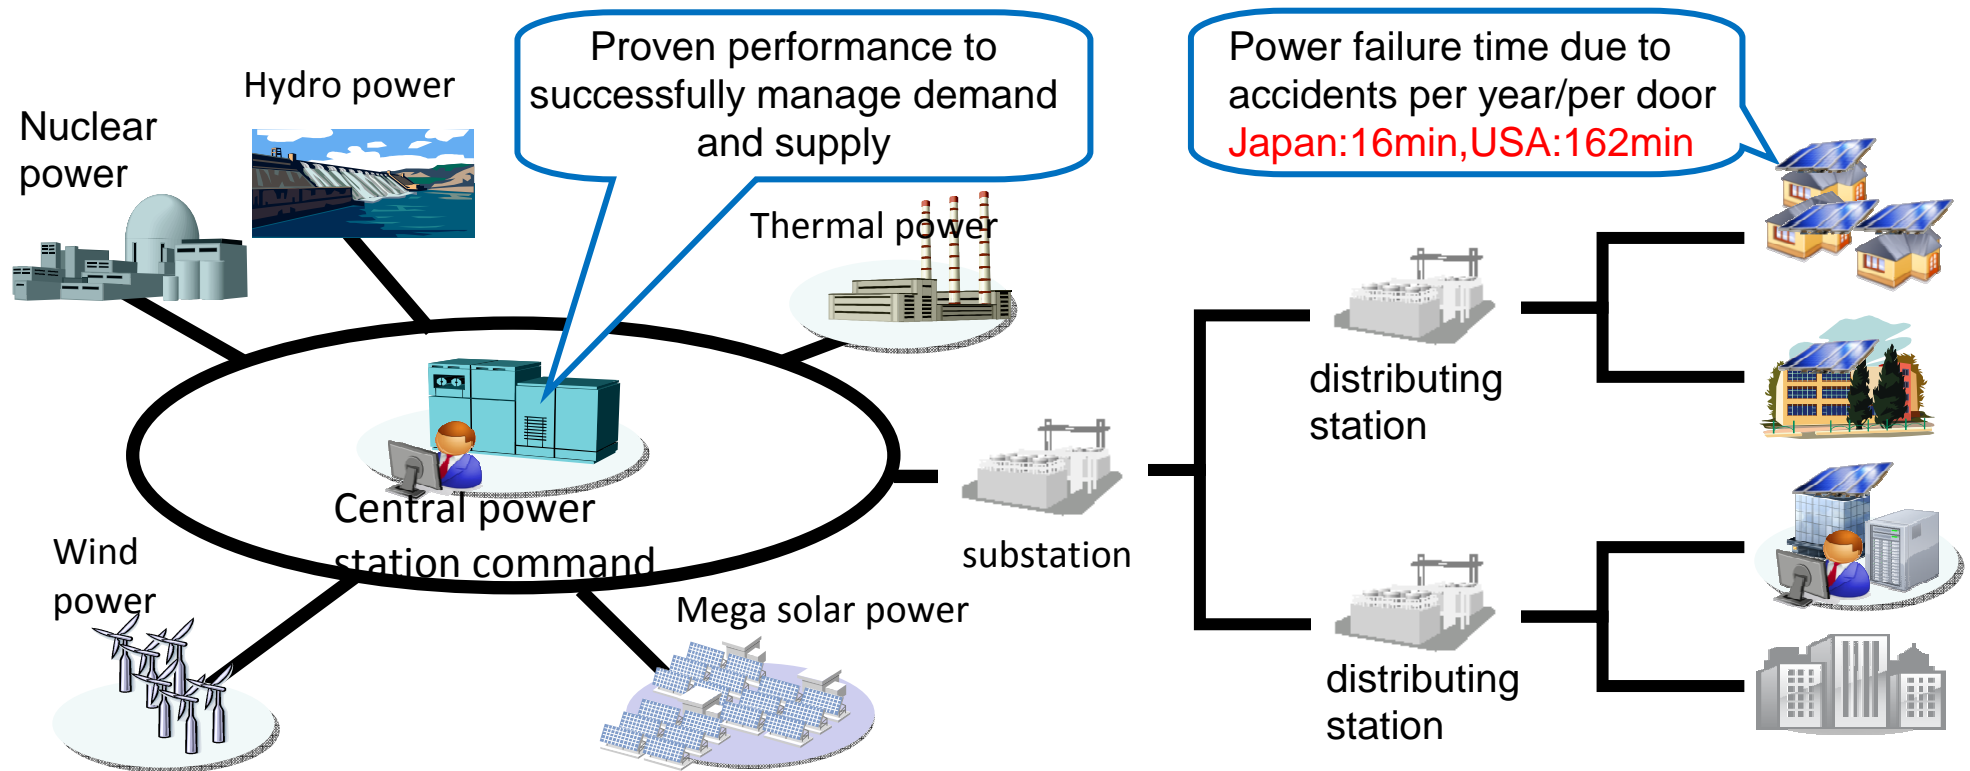 Proven performance to
successfully manage demand
and supply
Power failure time due to
accidents per year/per door
Japan:16min,USA:162min
Hydro power
Nuclear
power
Thermal power
distributing
station
Central power
station command
substation
Wind
power
Mega solar power
distributing
station